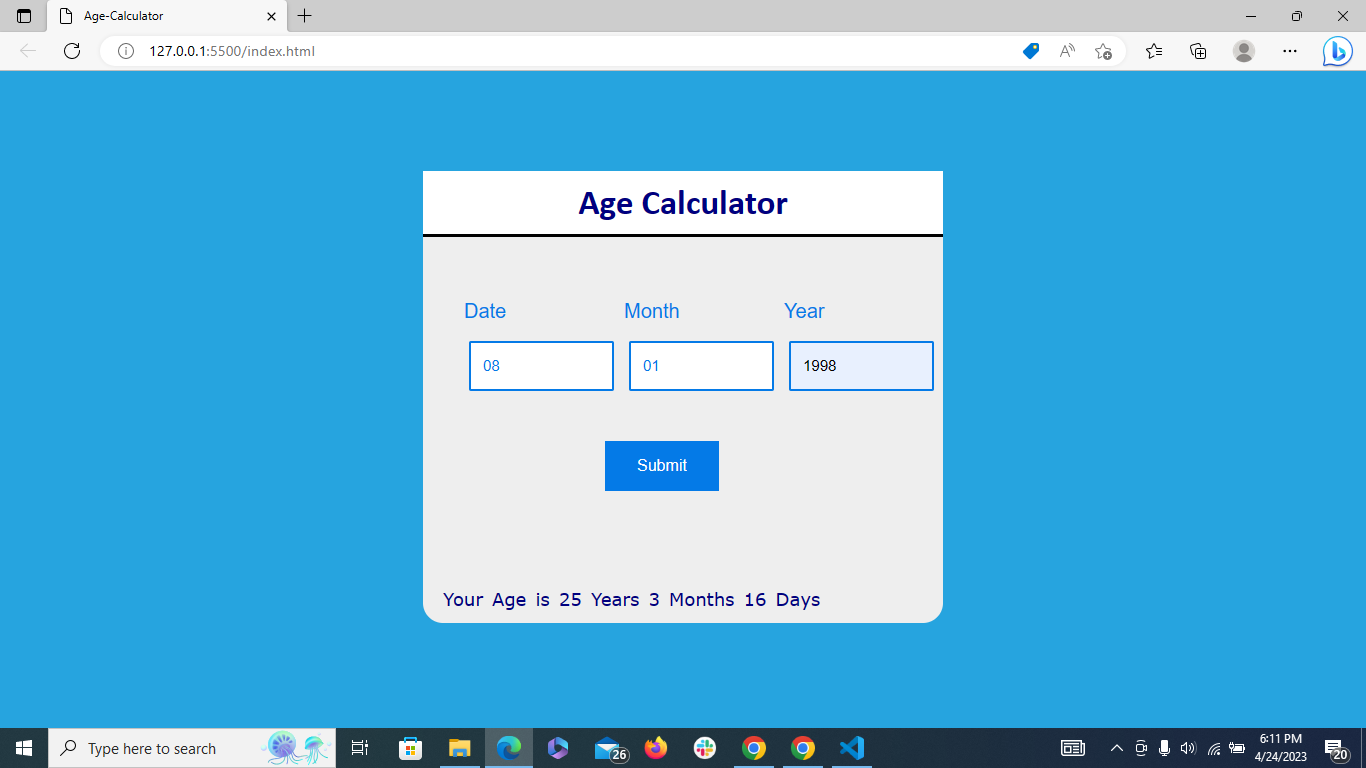 Age-Calculator
127.0.0.1:5500/index.html
Age Calculator
Date Month Year
08 01 1998
Submit
Your Age is 25 Years 3 Months 16 Days
Type here to search
26
6:11 PM
4/24/2023
20